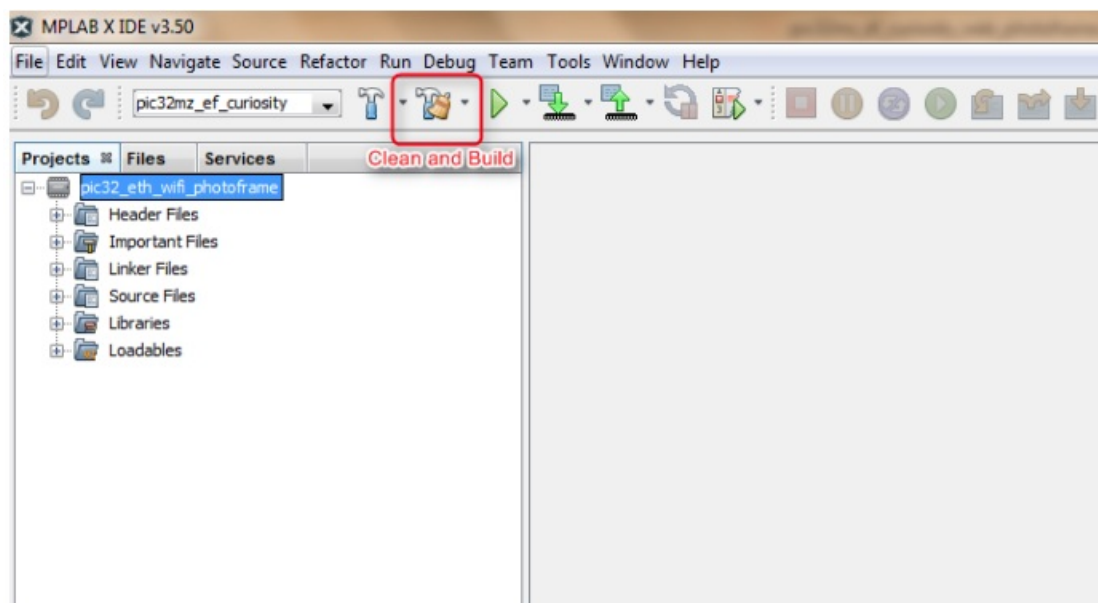 MPLAB X IDE v3.50
File Edit View Navigate Source Refactor Run Debug Team Tools Window Help
pic32mz_ef_curiosity
Projects Files Services
Clean and Build
pic32_eth_wifi_photoframe
Header Files
Important Files
Linker Files
Source Files
Libraries
Loadables